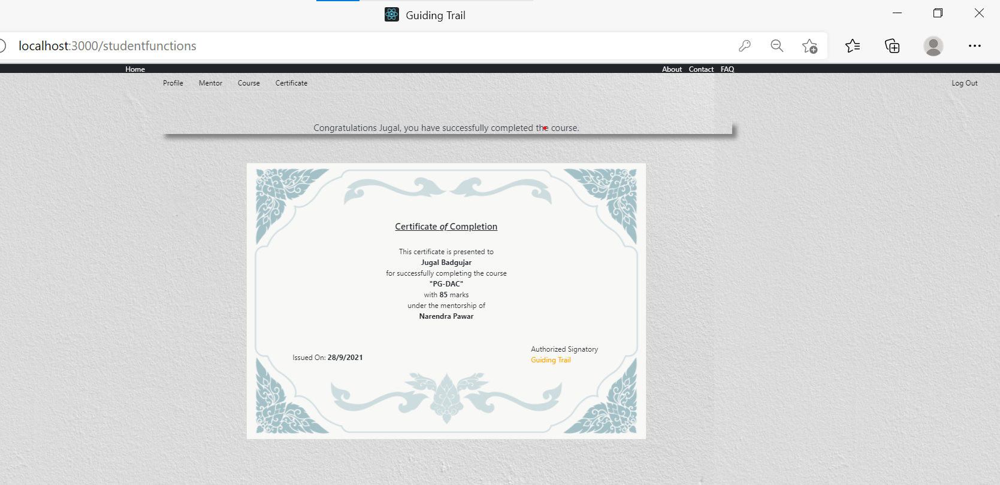 Guiding Trail
localhost:3000/studentfunctions
Home About Contact FAQ
Profile Mentor Course Certificate Log Out
Congratulations Jugal, you have successfully completed the course.
Certificate of Completion
This certificate is presented to
Jugal Badgujar
for successfully completing the course
"PG-DAC"
with 85 marks
under the mentorship of
Narendra Pawar
Authorized Signatory
Issued On: 28/9/2021
Guiding Trail